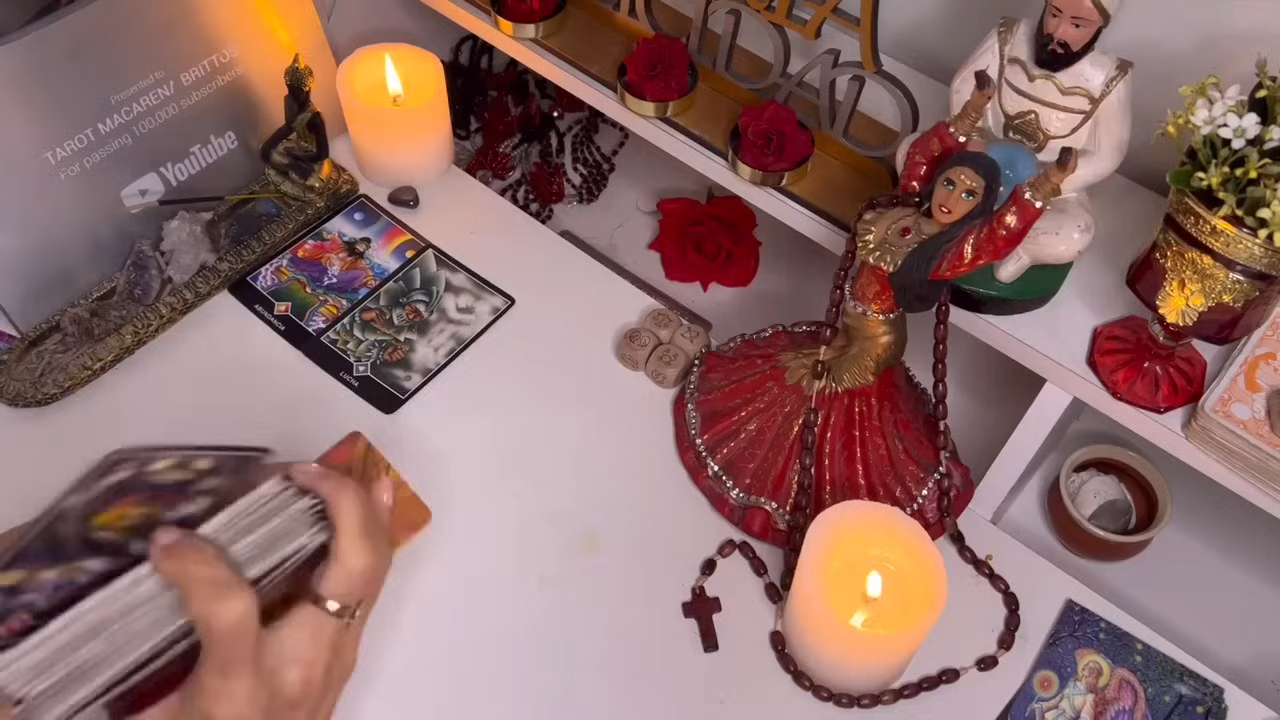 Presented to
TAROT MACAREN/ BRITTOS
For passing 100,000 subscribers
YouTube
ABUNDANCIA
LUCHA